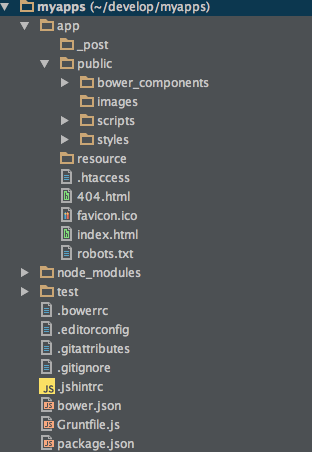 myapps (~/develop/myapps)
app
_post
public
bower_components
images
scripts
styles
resource
.htaccess
404.html
favicon.ico
index.html
robots.txt
node_modules
test
.bowerrc
.editorconfig
.gitattributes
.gitignore
JS .jshintrc
bower.json
Gruntfile.js
package.json